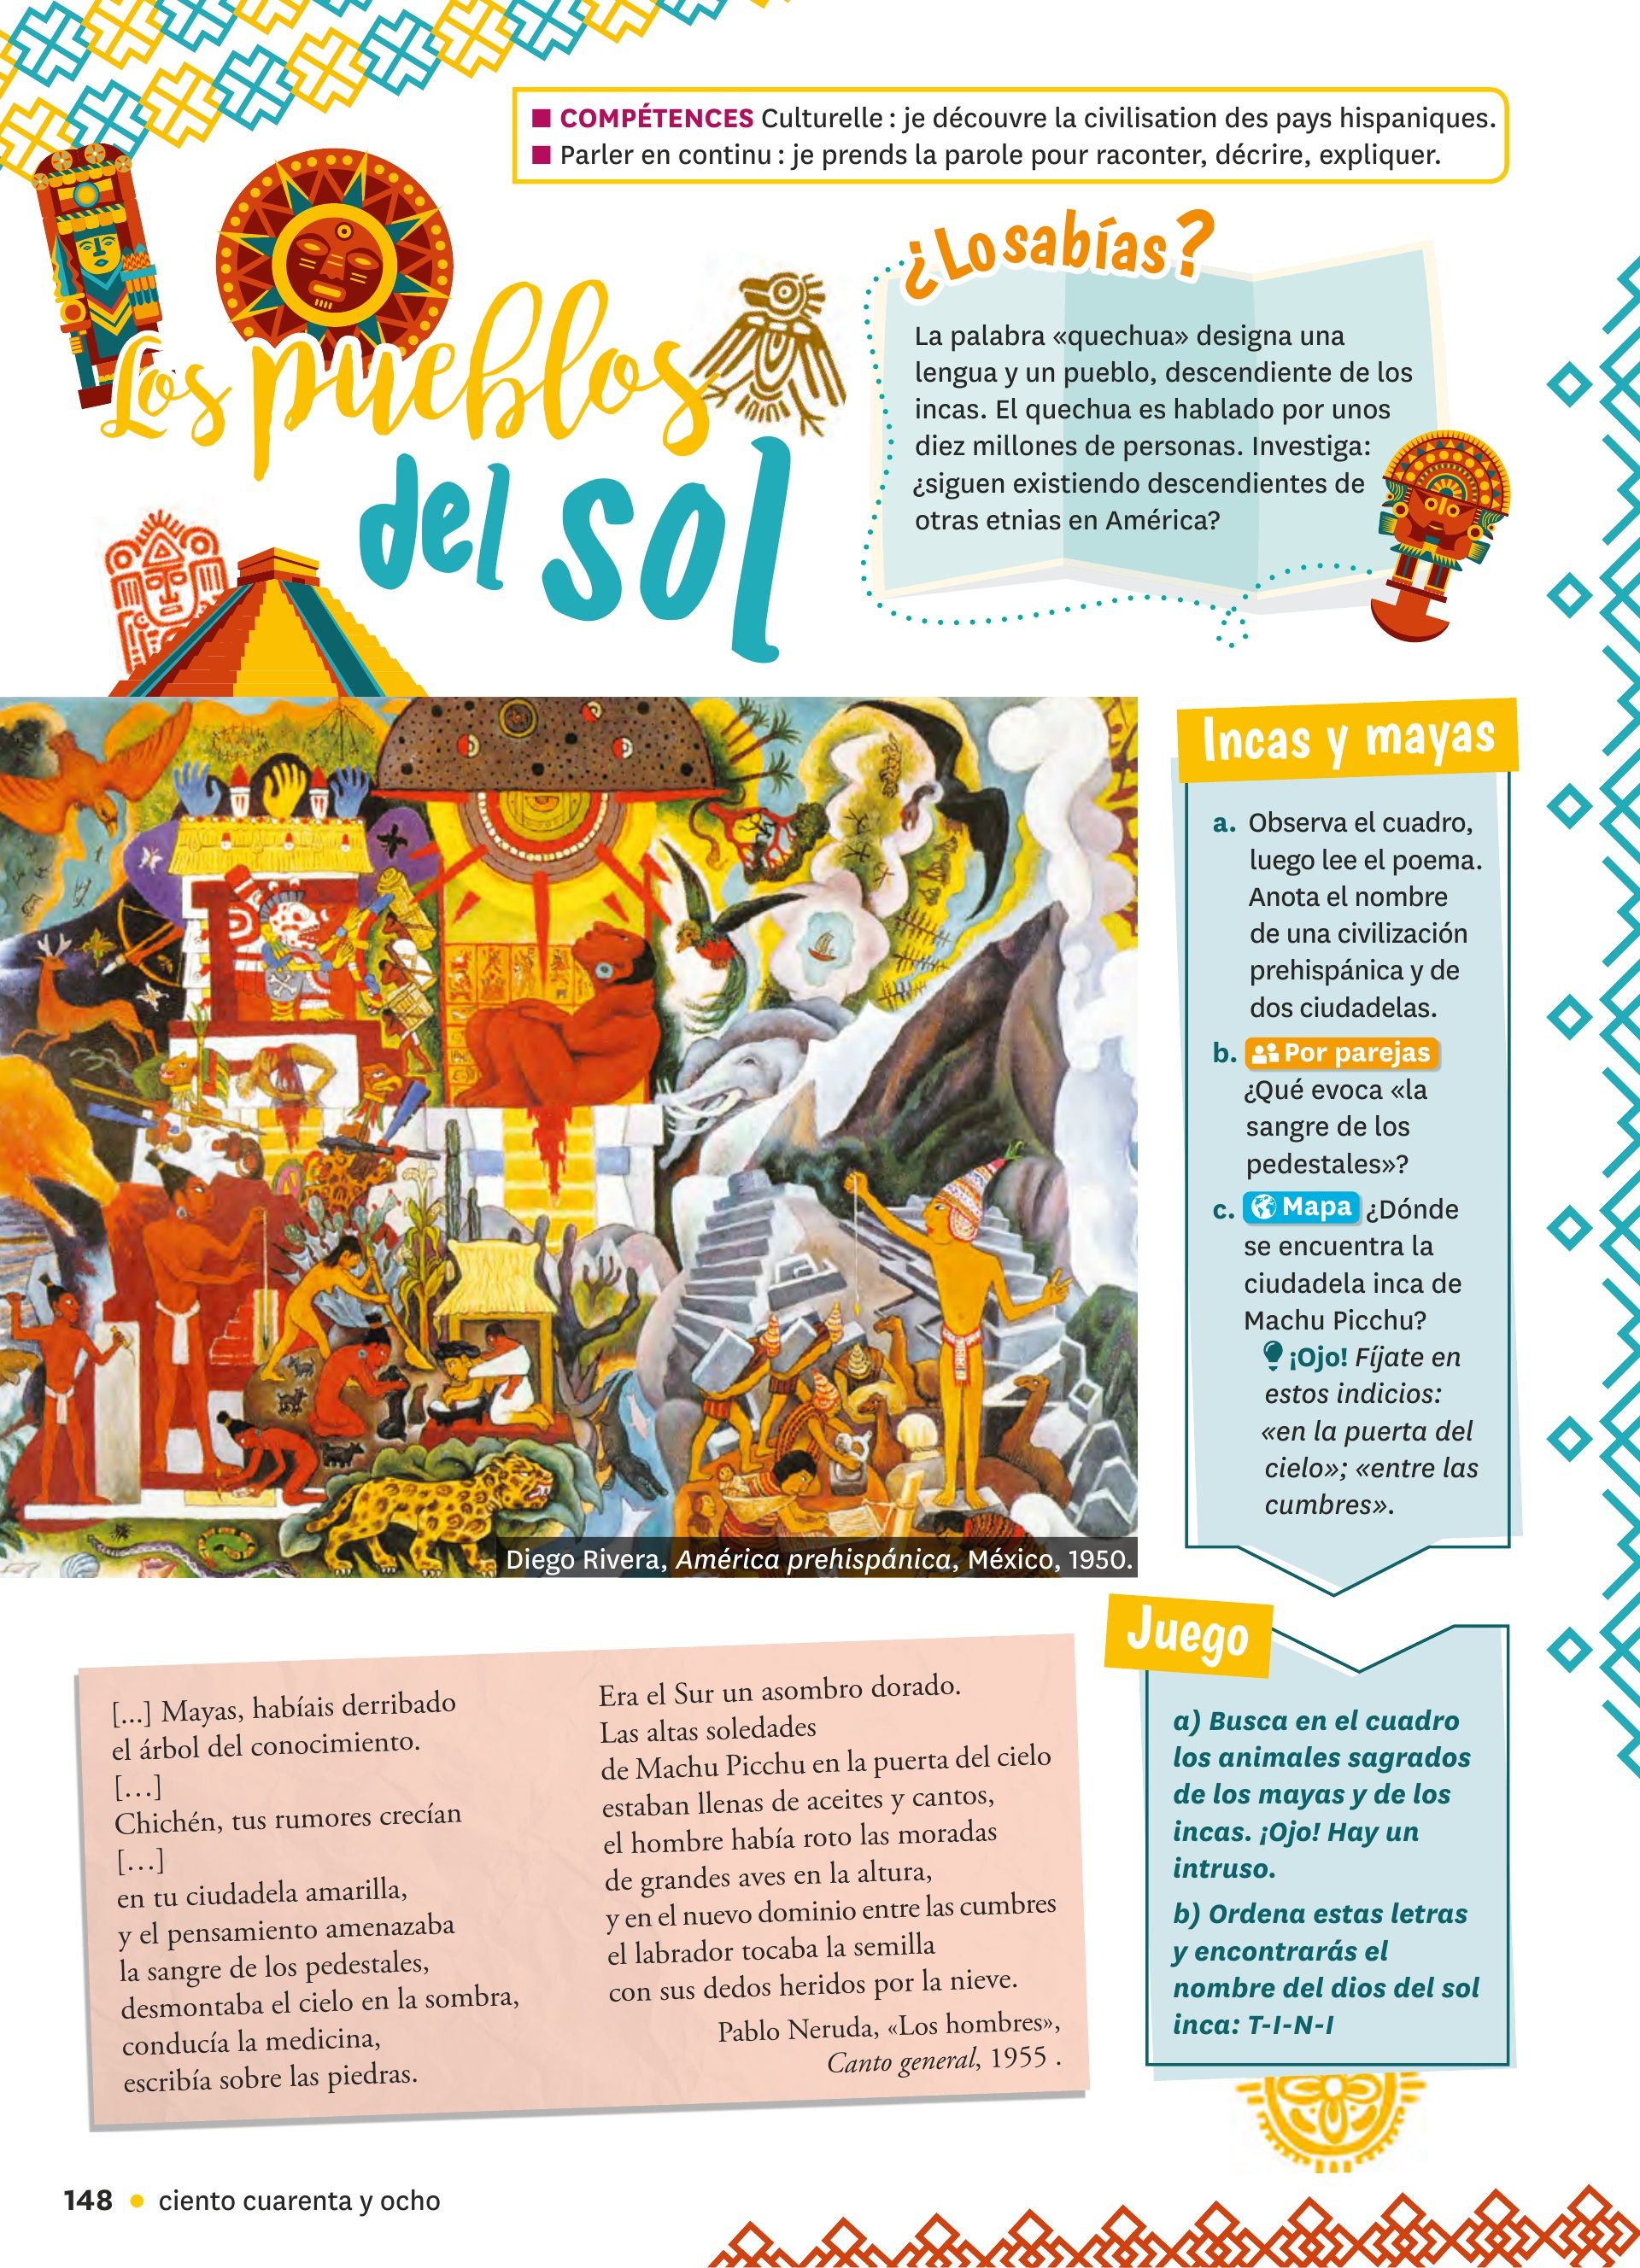 ■ COMPÉTENCES Culturelle : je découvre la civilisation des pays hispaniques.
■ Parler en continu : je prends la parole pour raconter, décrire, expliquer.
Los pueblos
del sol
¿Lo sabías?
La palabra «quechua» designa una
lengua y un pueblo, descendiente de los
incas. El quechua es hablado por unos
diez millones de personas. Investiga:
¿siguen existiendo descendientes de
otras etnias en América?
Diego Rivera, América prehispánica, México, 1950.
Incas y mayas
a. Observa el cuadro,
luego lee el poema.
Anota el nombre
de una civilización
prehispánica y de
dos ciudadelas.
b. Por parejas
¿Qué evoca «la
sangre de los
pedestales»?
c. Mapa ¿Dónde
se encuentra la
ciudadela inca de
Machu Picchu?
¡Ojo! Fíjate en
estos indicios:
«en la puerta del
cielo»; «entre las
cumbres».
[...] Mayas, habíais derribado
el árbol del conocimiento.
[…]
Chichén, tus rumores crecían
[…]
en tu ciudadela amarilla,
y el pensamiento amenazaba
la sangre de los pedestales,
desmontaba el cielo en la sombra,
conducía la medicina,
escribía sobre las piedras.
Era el Sur un asombro dorado.
Las altas soledades
de Machu Picchu en la puerta del cielo
estaban llenas de aceites y cantos,
el hombre había roto las moradas
de grandes aves en la altura,
y en el nuevo dominio entre las cumbres
el labrador tocaba la semilla
con sus dedos heridos por la nieve.
Pablo Neruda, «Los hombres»,
Canto general, 1955 .
Juego
a) Busca en el cuadro
los animales sagrados
de los mayas y de los
incas. ¡Ojo! Hay un
intruso.
b) Ordena estas letras
y encontrarás el
nombre del dios del sol
inca: T-I-N-I
148 • ciento cuarenta y ocho